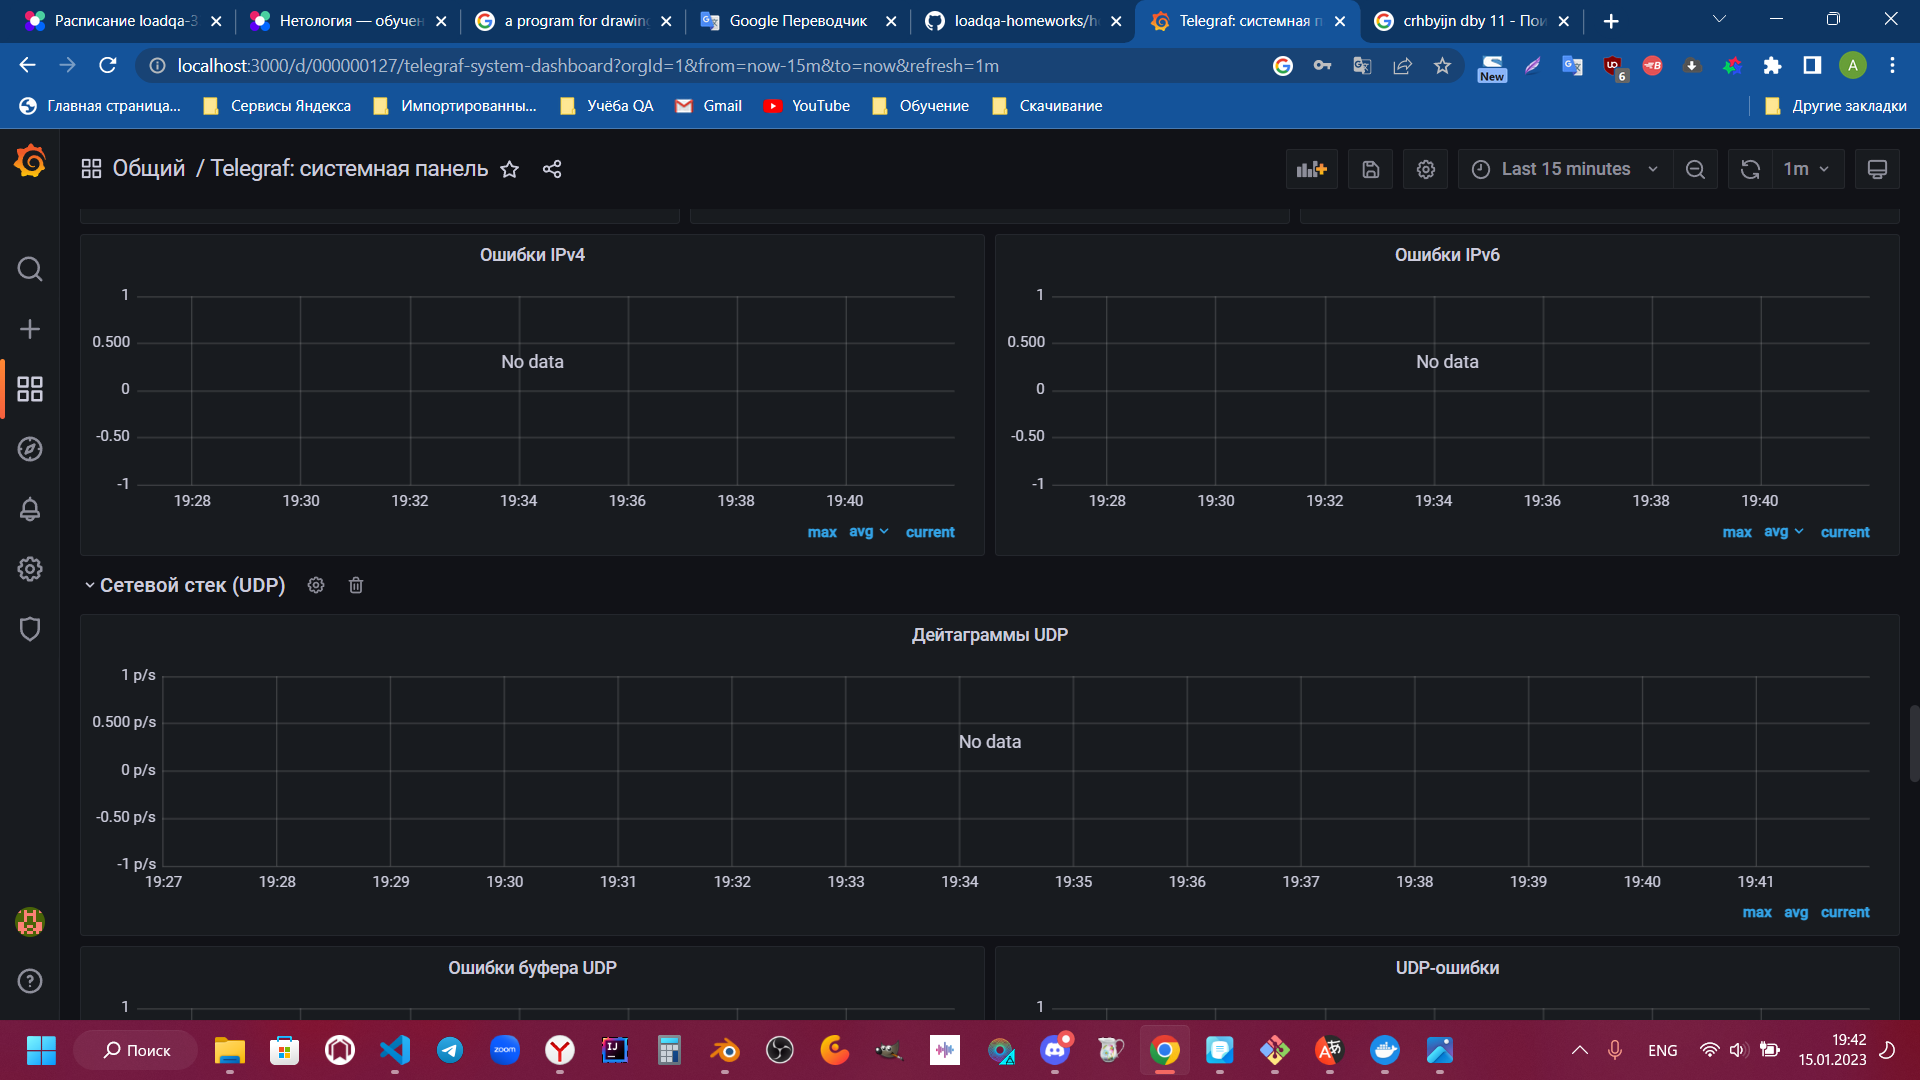 Расписание loadqa-3
Нетология — обучен
a program for drawing
Google Переводчик
loadqa-homeworks/h
Telegraf: системная п
crhbyijn dby 11 - Пои
localhost:3000/d/000000127/telegraf-system-dashboard?orgId=1&from=now-15m&to=now&refresh=1m
New
6
A
Главная страница...
Сервисы Яндекса
Импортированны...
Учёба QA
Gmail
YouTube
Обучение
Скачивание
Другие закладки
Общий / Telegraf: системная панель
Last 15 minutes
1m
Ошибки IPv4
1
0.500
0
-0.50
-1
No data
19:28 19:30 19:32 19:34 19:36 19:38 19:40
max avg current
Ошибки IPv6
1
0.500
0
-0.50
-1
No data
19:28 19:30 19:32 19:34 19:36 19:38 19:40
max avg current
Сетевой стек (UDP)
Дейтаграммы UDP
1 p/s
0.500 p/s
0 p/s
-0.50 p/s
-1 p/s
No data
19:27 19:28 19:29 19:30 19:31 19:32 19:33 19:34 19:35 19:36 19:37 19:38 19:39 19:40 19:41
max avg current
Ошибки буфера UDP
1
UDP-ошибки
1
Поиск
zoom
IJ
ENG
19:42
15.01.2023